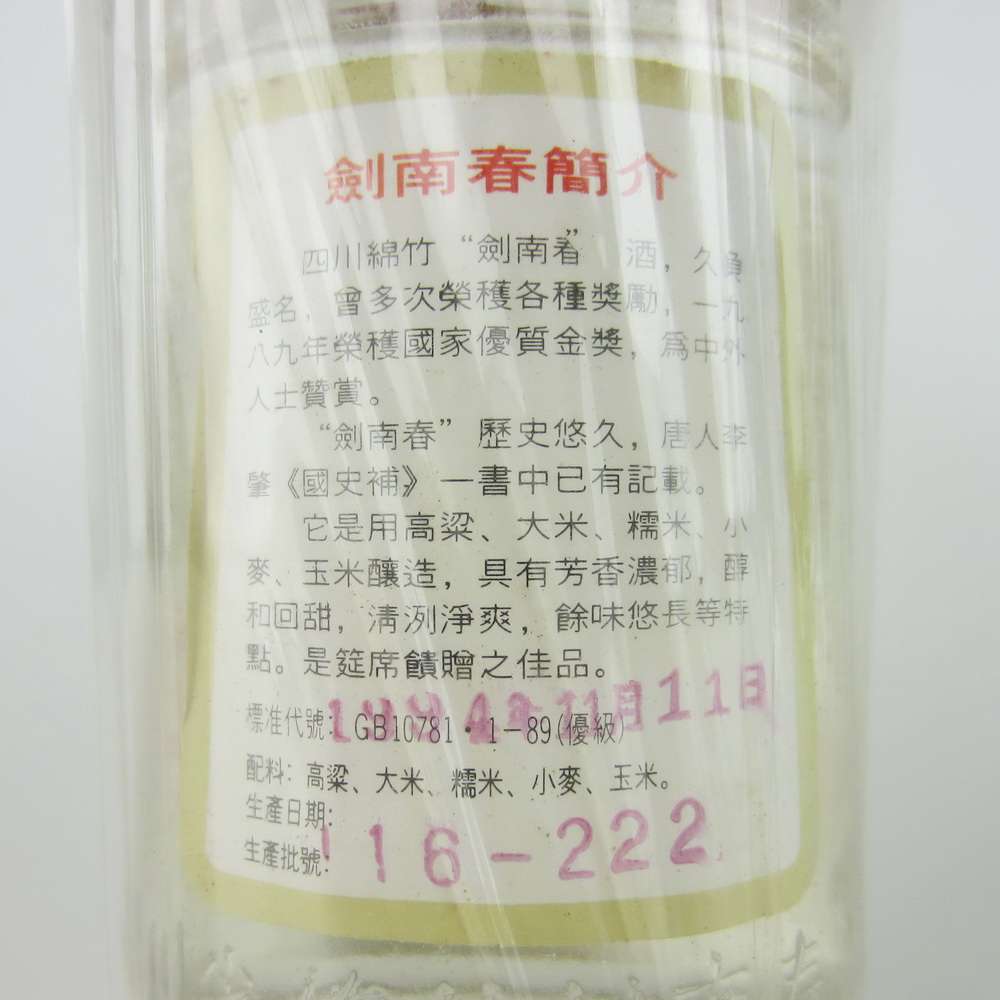 劍南春簡介
四川綿竹“劍南春”酒，久負
盛名，曾多次榮獲各種獎勵，一九
八九年榮獲國家優質金獎，為中外
人士贊賞。
“劍南春”歷史悠久，唐人李
肇《國史補》一書中已有記載。
它是用高粱、大米、糯米、小
麥、玉米釀造，具有芳香濃郁，醇
和回甜，清洌淨爽，餘味悠長等特
點。是筵席饋贈之佳品。
1994年11月11日
標准代號：GB10781·1-89(優級)
配料：高粱、大米、糯米、小麥、玉米。
生產日期：
生產批號：116-222